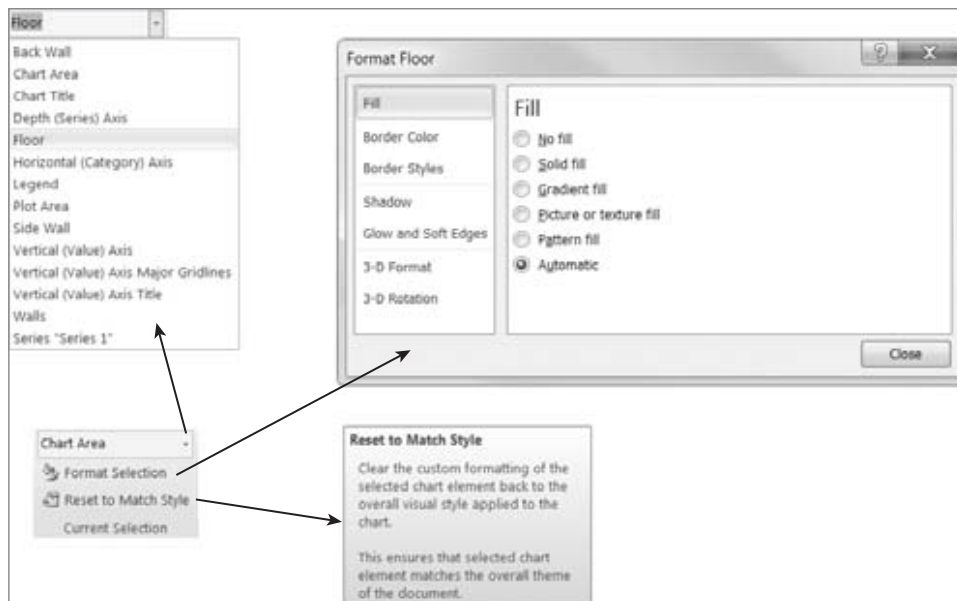 Floor
Back Wall
Chart Area
Chart Title
Depth (Series) Axis
Floor
Horizontal (Category) Axis
Legend
Plot Area
Side Wall
Vertical (Value) Axis
Vertical (Value) Axis Major Gridlines
Vertical (Value) Axis Title
Walls
Series "Series 1"
Format Floor
Fill
Border Color
Border Styles
Shadow
Glow and Soft Edges
3-D Format
3-D Rotation
Fill
No fill
Solid fill
Gradient fill
Picture or texture fill
Pattern fill
Automatic
Close
Chart Area
Format Selection
Reset to Match Style
Current Selection
Reset to Match Style
Clear the custom formatting of the
selected chart element back to the
overall visual style applied to the
chart.
This ensures that selected chart
element matches the overall theme
of the document.